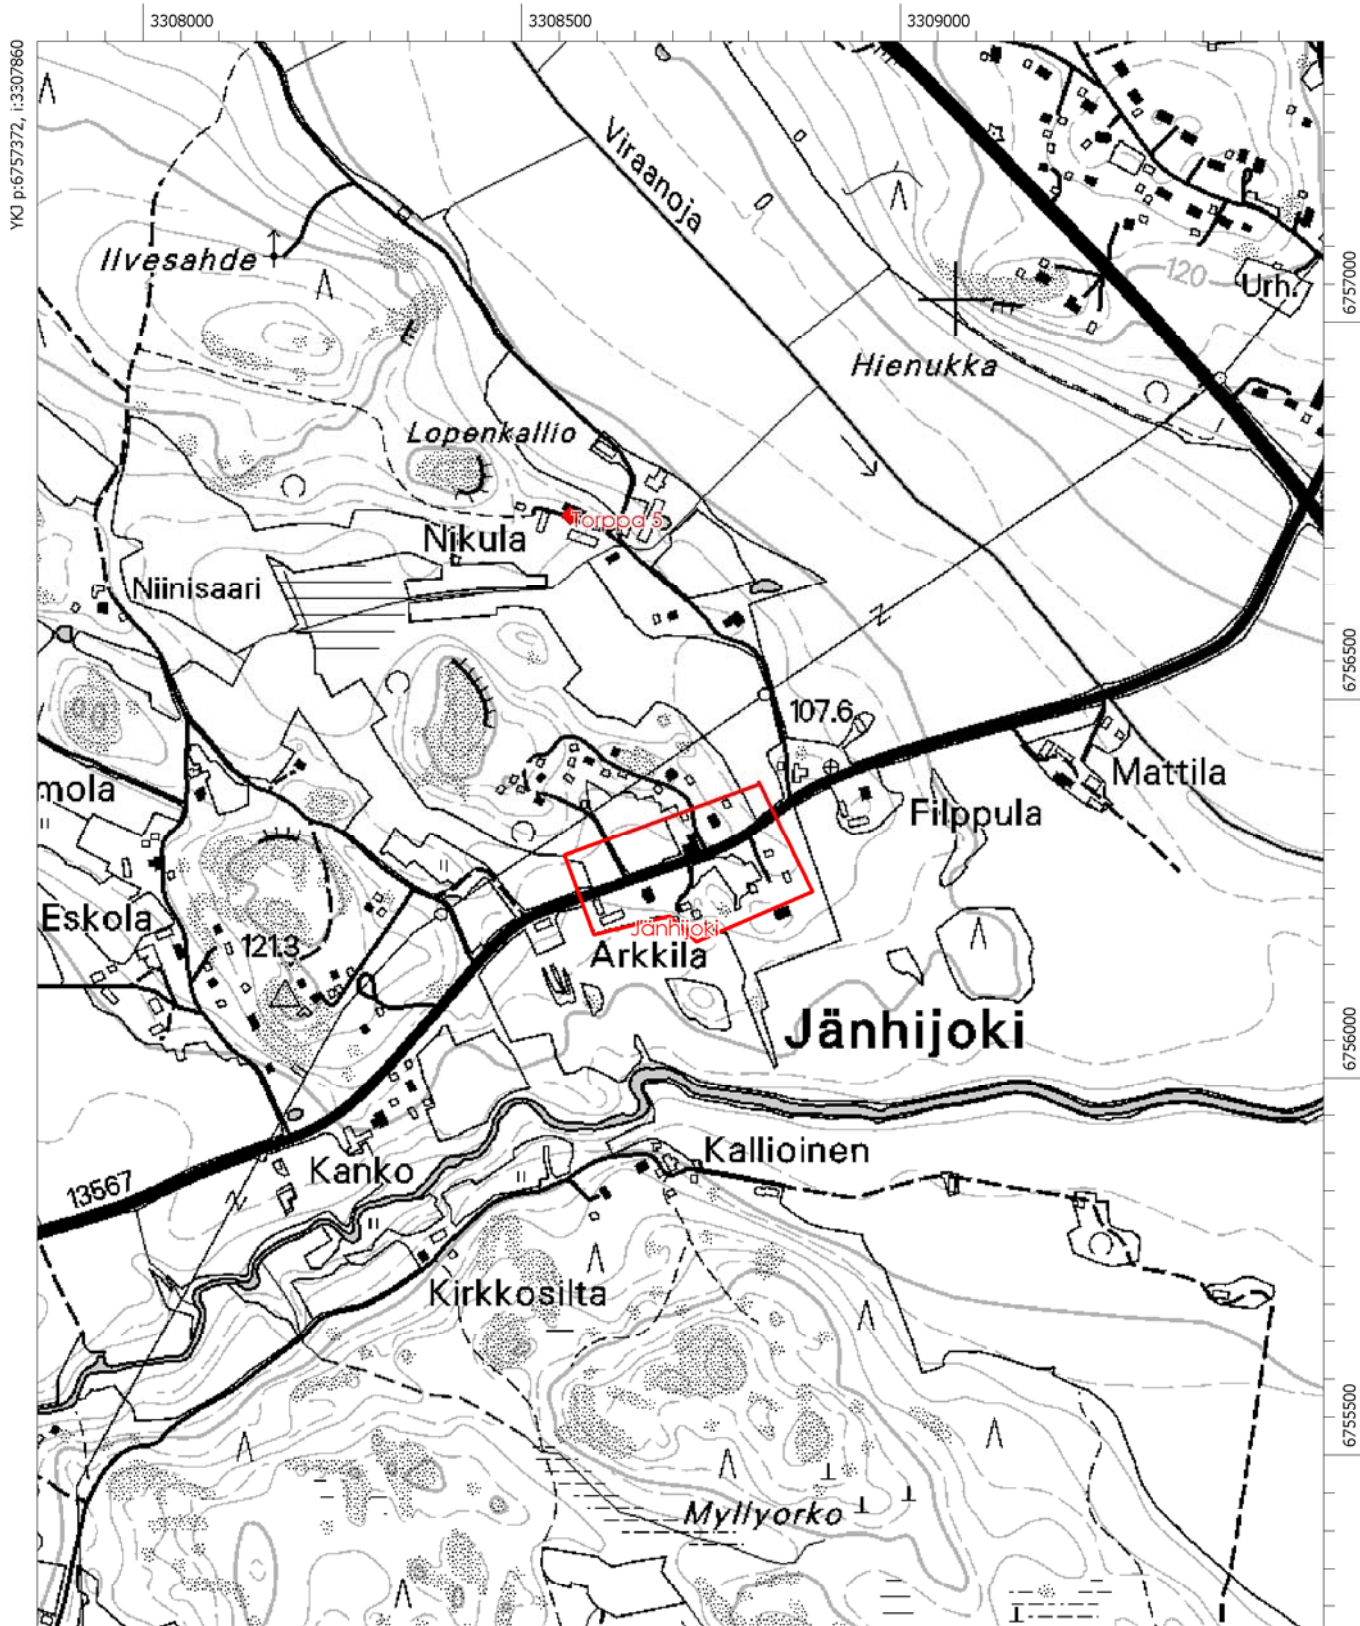 3308000
3308500
3309000
YKJ p:6757372, i:3307860
Viraanoja
Ilvesahde
120
Urh.
6757000
Hienukka
Lopenkallio
Torppa 5
Nikula
Niinisaari
6756500
107.6
mola
Mattila
Filppula
Eskola
121.3
Jänhijoki
Arkkila
Jänhijoki
6756000
Kallioinen
Kanko
13567
Kirkkosilta
6755500
Myllyorko